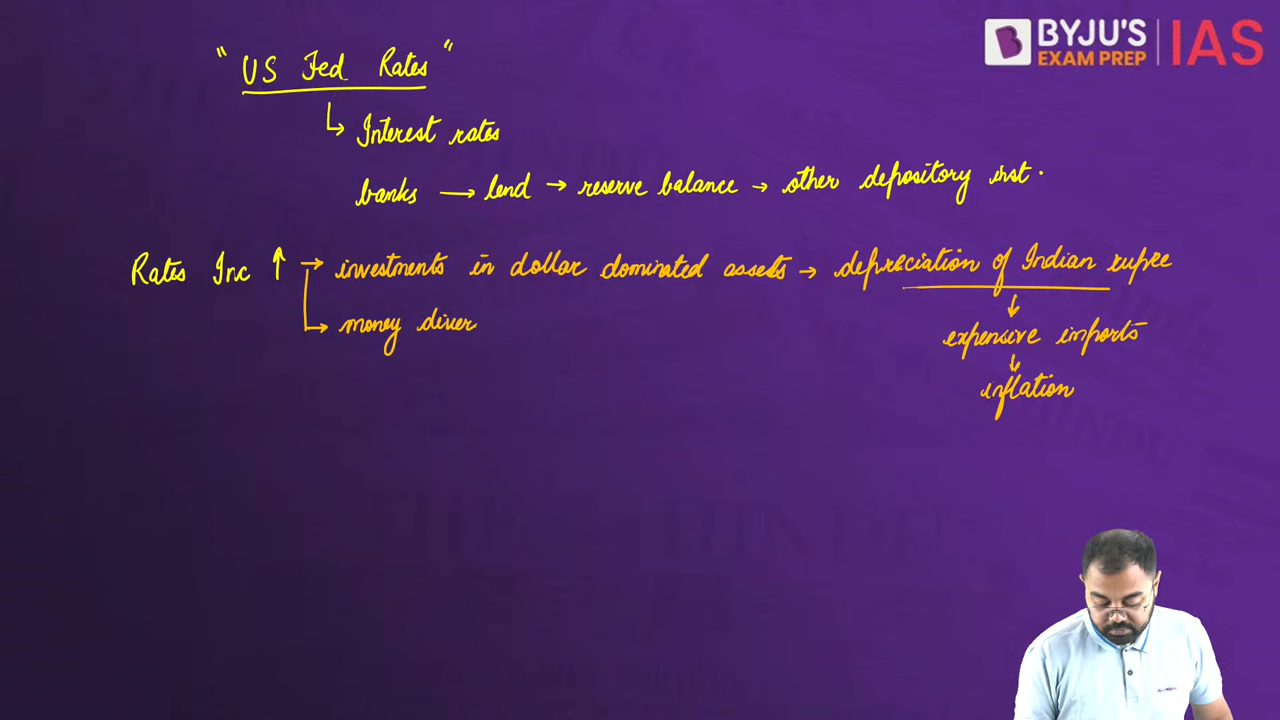 " US Fed Rates "
BYJU'S IAS
EXAM PREP
↳ Interest rates
banks → lend → reserve balance → other depository inst.
Rates Inc ↑ → investments in dollar dominated assets → depreciation of Indian rupee
↳ money diver
↓
expensive imports
↓
inflation